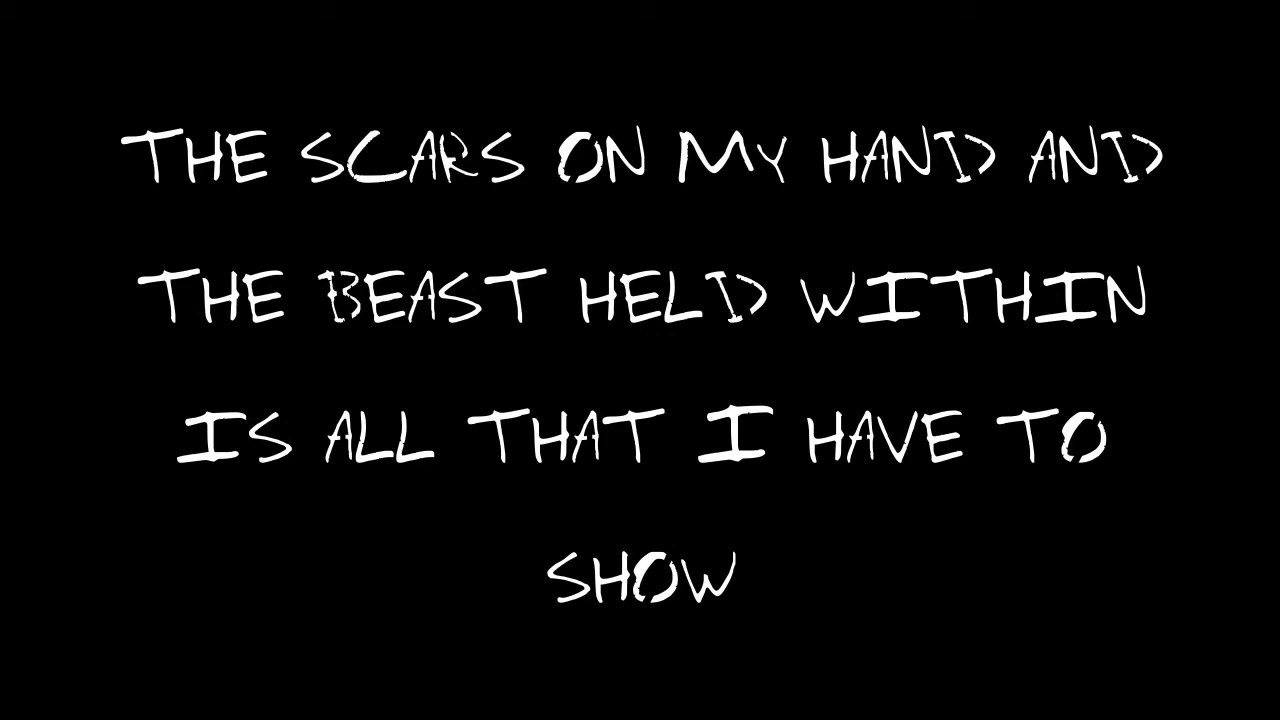 THE SCARS ON MY HAND AND
THE BEAST HELD WITHIN
IS ALL THAT I HAVE TO
SHOW